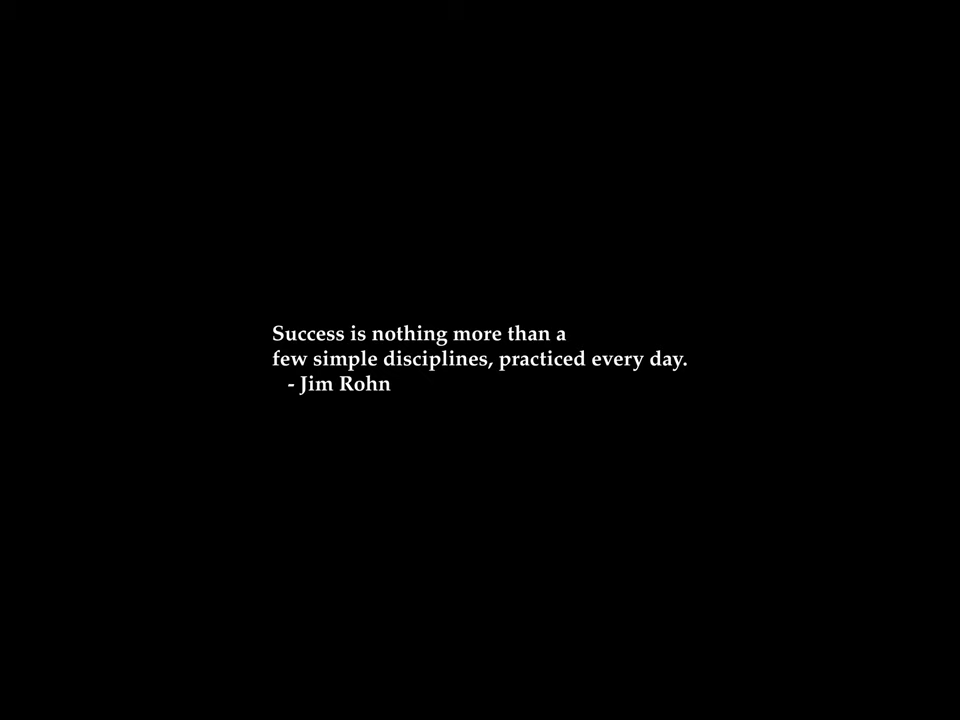 Success is nothing more than a
few simple disciplines, practiced every day.
- Jim Rohn